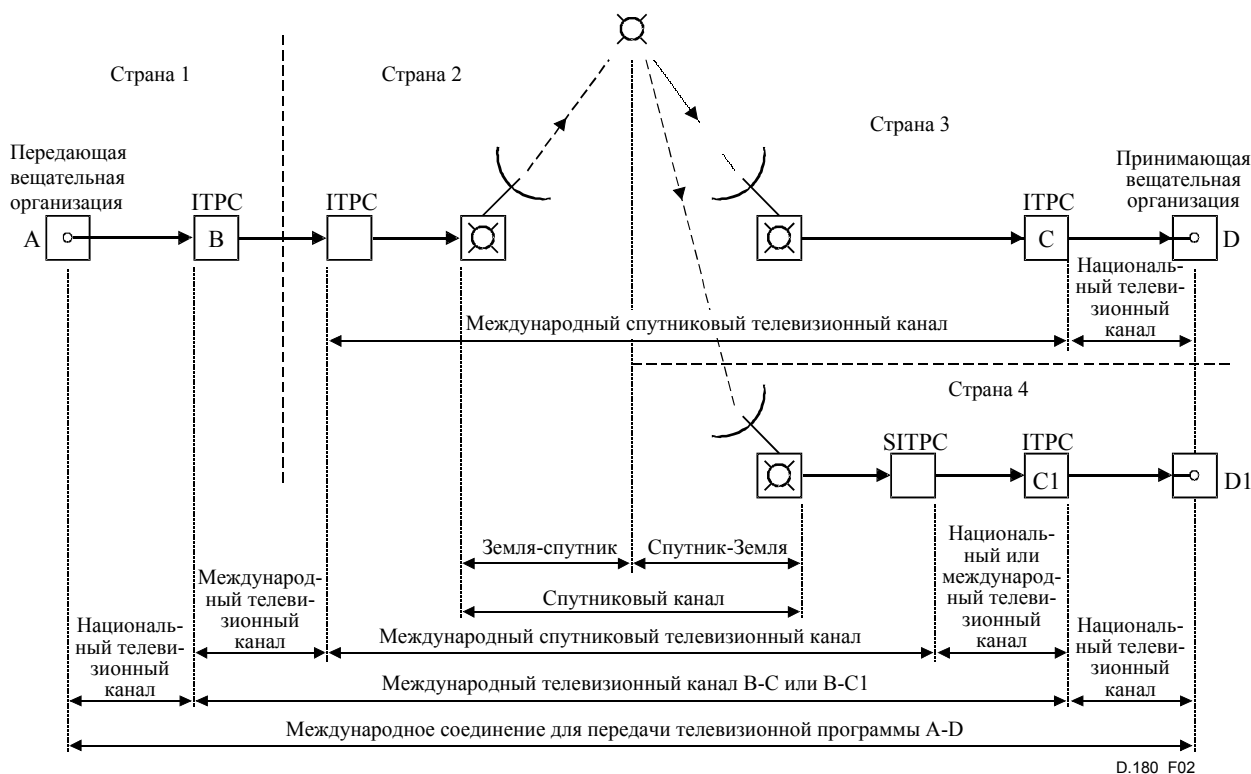 Страна 1
Страна 2
Страна 3
Передающая
вещательная
организация
Принимающая
вещательная
организация
ITPC
ITPC
ITPC
A
B
C
D
Националь-
ный телеви-
зионный
канал
Международный спутниковый телевизионный канал
Страна 4
SITPC
ITPC
C1
D1
Земля-спутник
Спутник-Земля
Националь-
ный или
международ-
ный телеви-
зионный
канал
Международ-
ный телеви-
зионный
канал
Спутниковый канал
Националь-
ный телеви-
зионный
канал
Международный спутниковый телевизионный канал
Националь-
ный телеви-
зионный
канал
Международный телевизионный канал B-C или B-C1
Международное соединение для передачи телевизионной программы A-D
D.180_F02